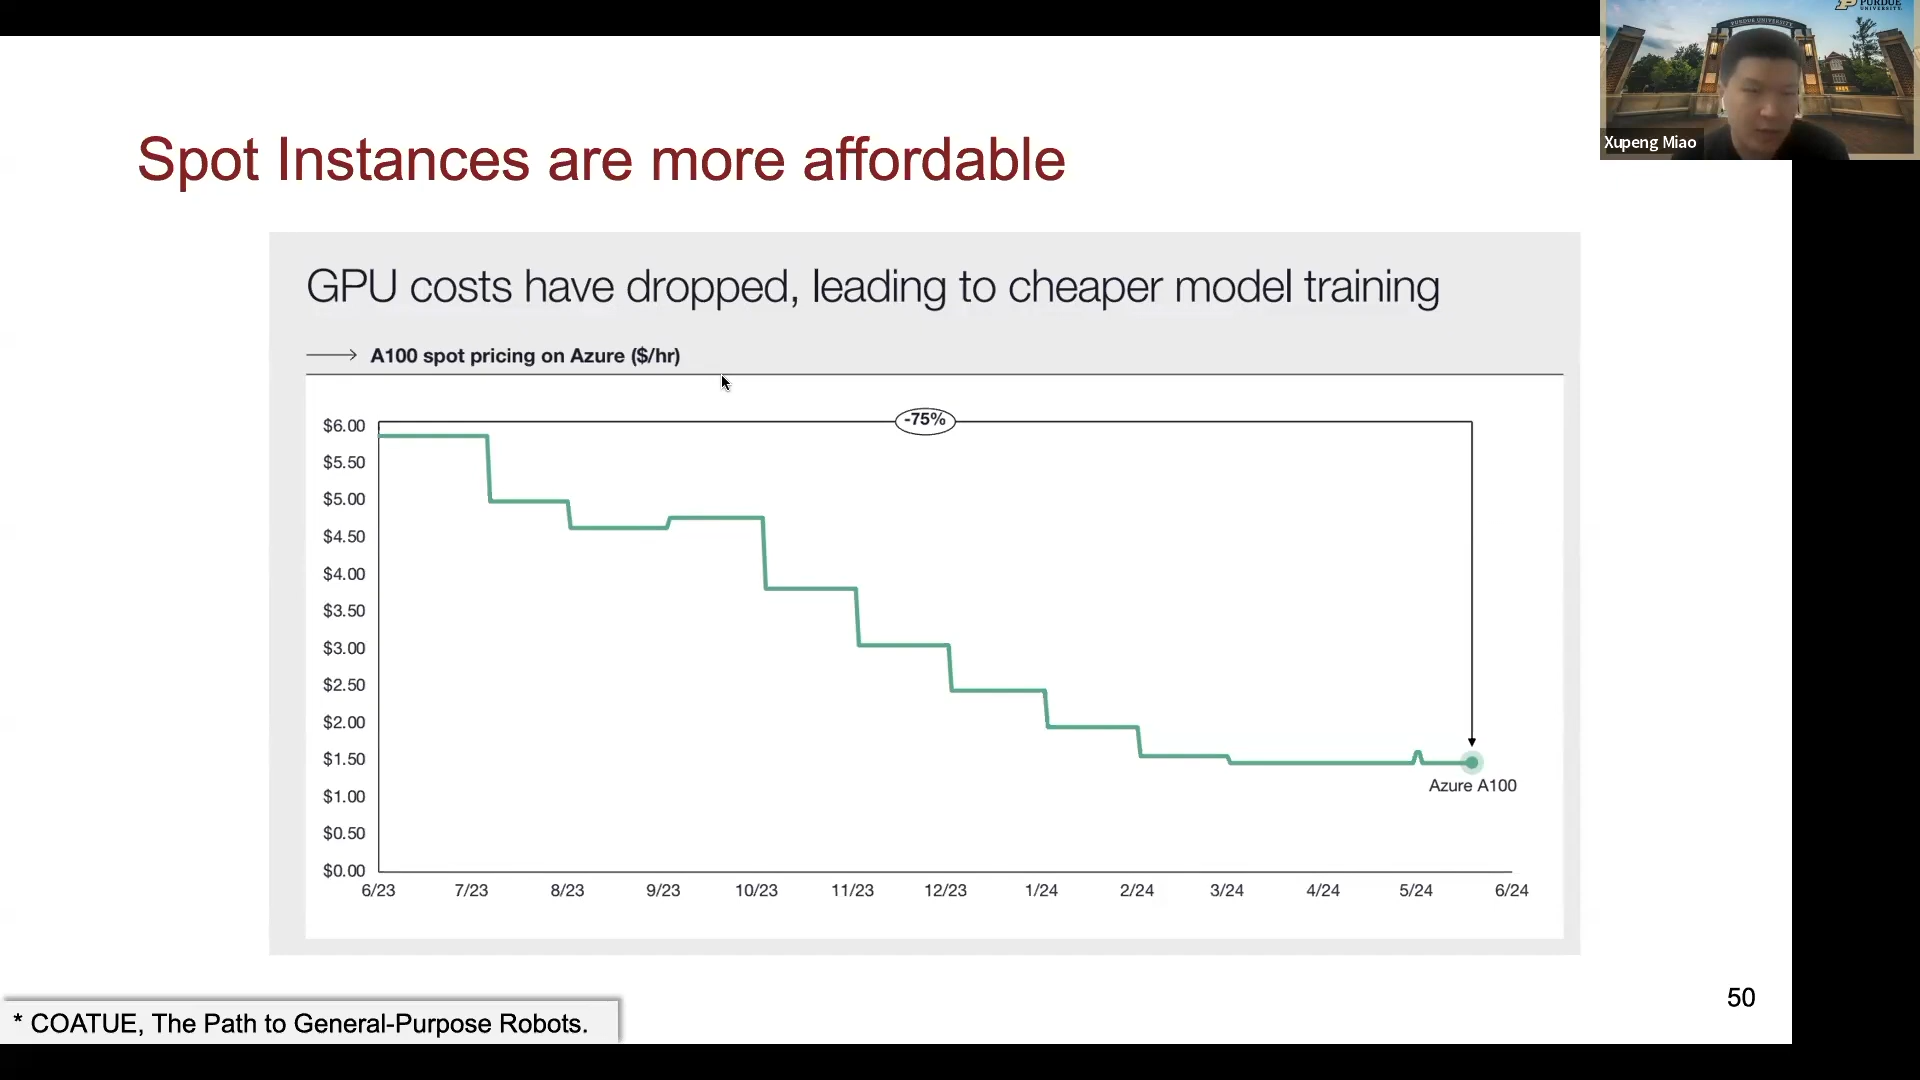 PURDUE
UNIVERSITY
PURDUE UNIVERSITY
Xupeng Miao
Spot Instances are more affordable
GPU costs have dropped, leading to cheaper model training
A100 spot pricing on Azure ($/hr)
-75%
$6.00
$5.50
$5.00
$4.50
$4.00
$3.50
$3.00
$2.50
$2.00
$1.50
$1.00
$0.50
$0.00
Azure A100
6/23 7/23 8/23 9/23 10/23 11/23 12/23 1/24 2/24 3/24 4/24 5/24 6/24
50
* COATUE, The Path to General-Purpose Robots.